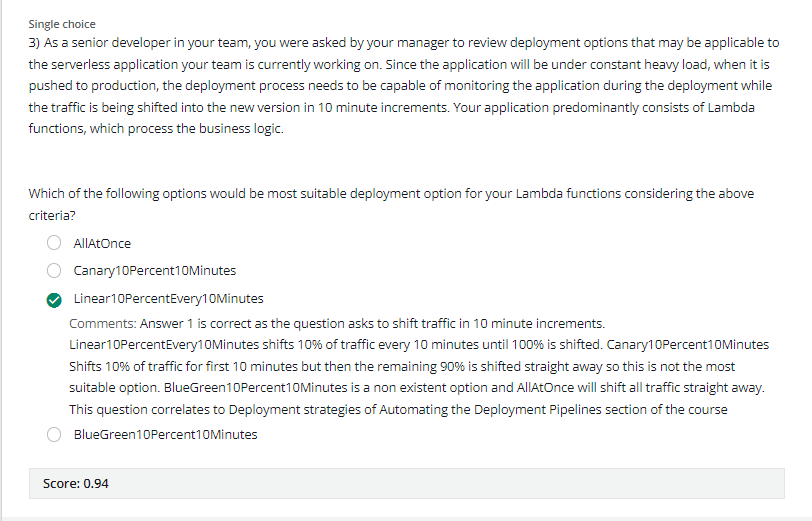 Single choice
3) As a senior developer in your team, you were asked by your manager to review deployment options that may be applicable to
the serverless application your team is currently working on. Since the application will be under constant heavy load, when it is
pushed to production, the deployment process needs to be capable of monitoring the application during the deployment while
the traffic is being shifted into the new version in 10 minute increments. Your application predominantly consists of Lambda
functions, which process the business logic.
Which of the following options would be most suitable deployment option for your Lambda functions considering the above
criteria?
AllAtOnce
Canary10Percent10Minutes
Linear10PercentEvery10Minutes
Comments: Answer 1 is correct as the question asks to shift traffic in 10 minute increments.
Linear10PercentEvery10Minutes shifts 10% of traffic every 10 minutes until 100% is shifted. Canary10Percent10Minutes
Shifts 10% of traffic for first 10 minutes but then the remaining 90% is shifted straight away so this is not the most
suitable option. BlueGreen10Percent10Minutes is a non existent option and AllAtOnce will shift all traffic straight away.
This question correlates to Deployment strategies of Automating the Deployment Pipelines section of the course
BlueGreen10Percent10Minutes
Score: 0.94